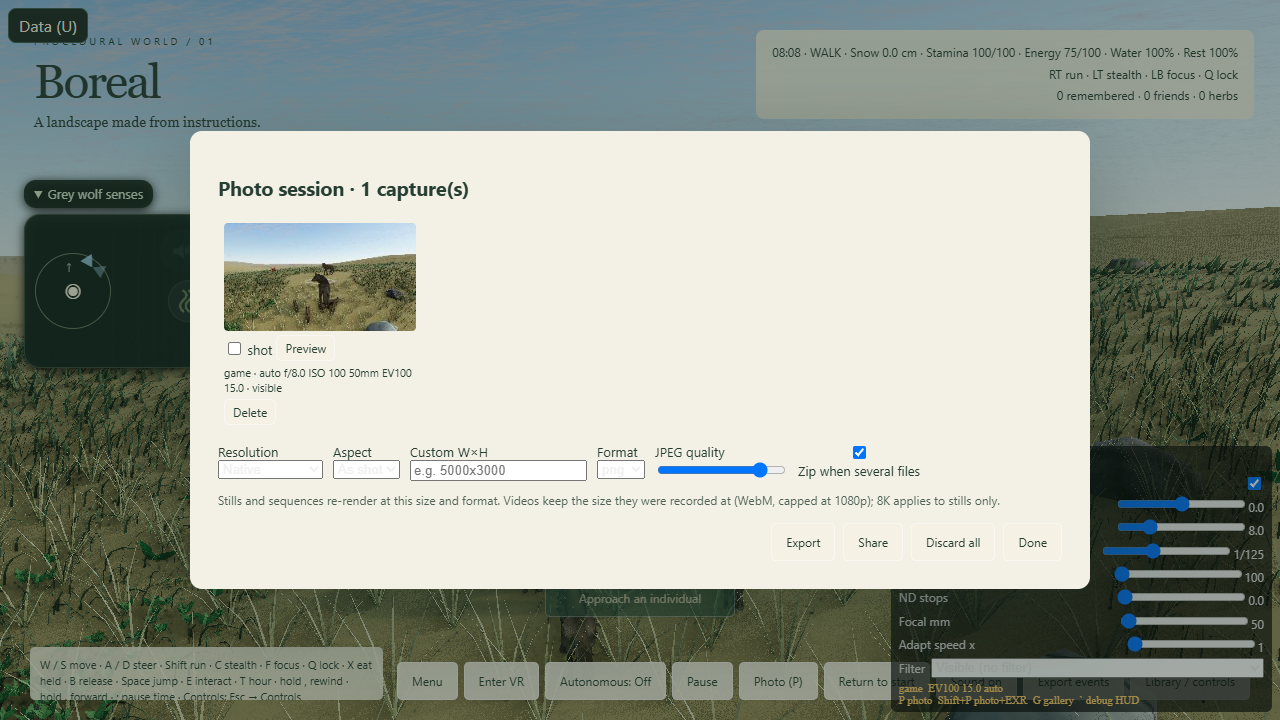 Data (U)
PROCEDURAL WORLD / 01
Boreal
A landscape made from instructions.
08:08 · WALK · Snow 0.0 cm · Stamina 100/100 · Energy 75/100 · Water 100% · Rest 100%
RT run · LT stealth · LB focus · Q lock
0 remembered · 0 friends · 0 herbs
▼ Grey wolf senses
Photo session · 1 capture(s)
shot Preview
game · auto f/8.0 ISO 100 50mm EV100
15.0 · visible
Delete
Resolution Aspect Custom W×H Format JPEG quality
Native As shot e.g. 5000x3000 png Zip when several files
Stills and sequences re-render at this size and format. Videos keep the size they were recorded at (WebM, capped at 1080p); 8K applies to stills only.
Export Share Discard all Done
0.0
8.0
1/125
100
ND stops 0.0
Focal mm 50
Adapt speed x 1
Filter Visible (no filter)
game EV100 15.0 auto
P photo Shift+P photo+EXR G gallery ` debug HUD
Approach an individual
W / S move · A / D steer · Shift run · C stealth · F focus · Q lock · X eat
held · B release · Space jump · E interact · T hour · hold , rewind ·
hold . forward · ; pause time · Controls: Esc → Controls
Menu Enter VR Autonomous: Off Pause Photo (P) Return to start Sound on Export events Library / controls